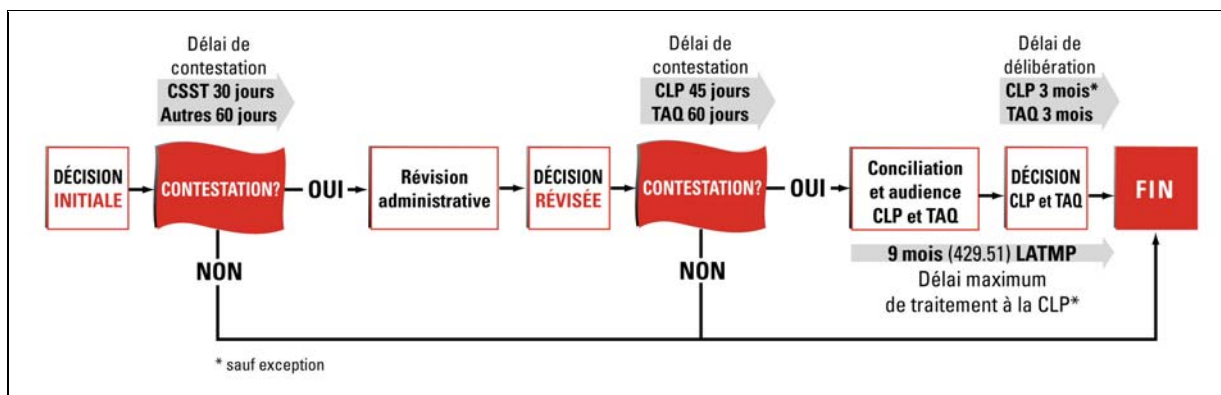 Délai de
contestation
CSST 30 jours
Autres 60 jours
Délai de
contestation
CLP 45 jours
TAQ 60 jours
Délai de
délibération
CLP 3 mois*
TAQ 3 mois
DÉCISION
INITIALE
CONTESTATION?
OUI
Révision
administrative
DÉCISION
RÉVISÉE
CONTESTATION?
OUI
Conciliation
et audience
CLP et TAQ
DÉCISION
CLP et TAQ
FIN
NON
NON
9 mois (429.51) LATMP
Délai maximum
de traitement à la CLP*
* sauf exception